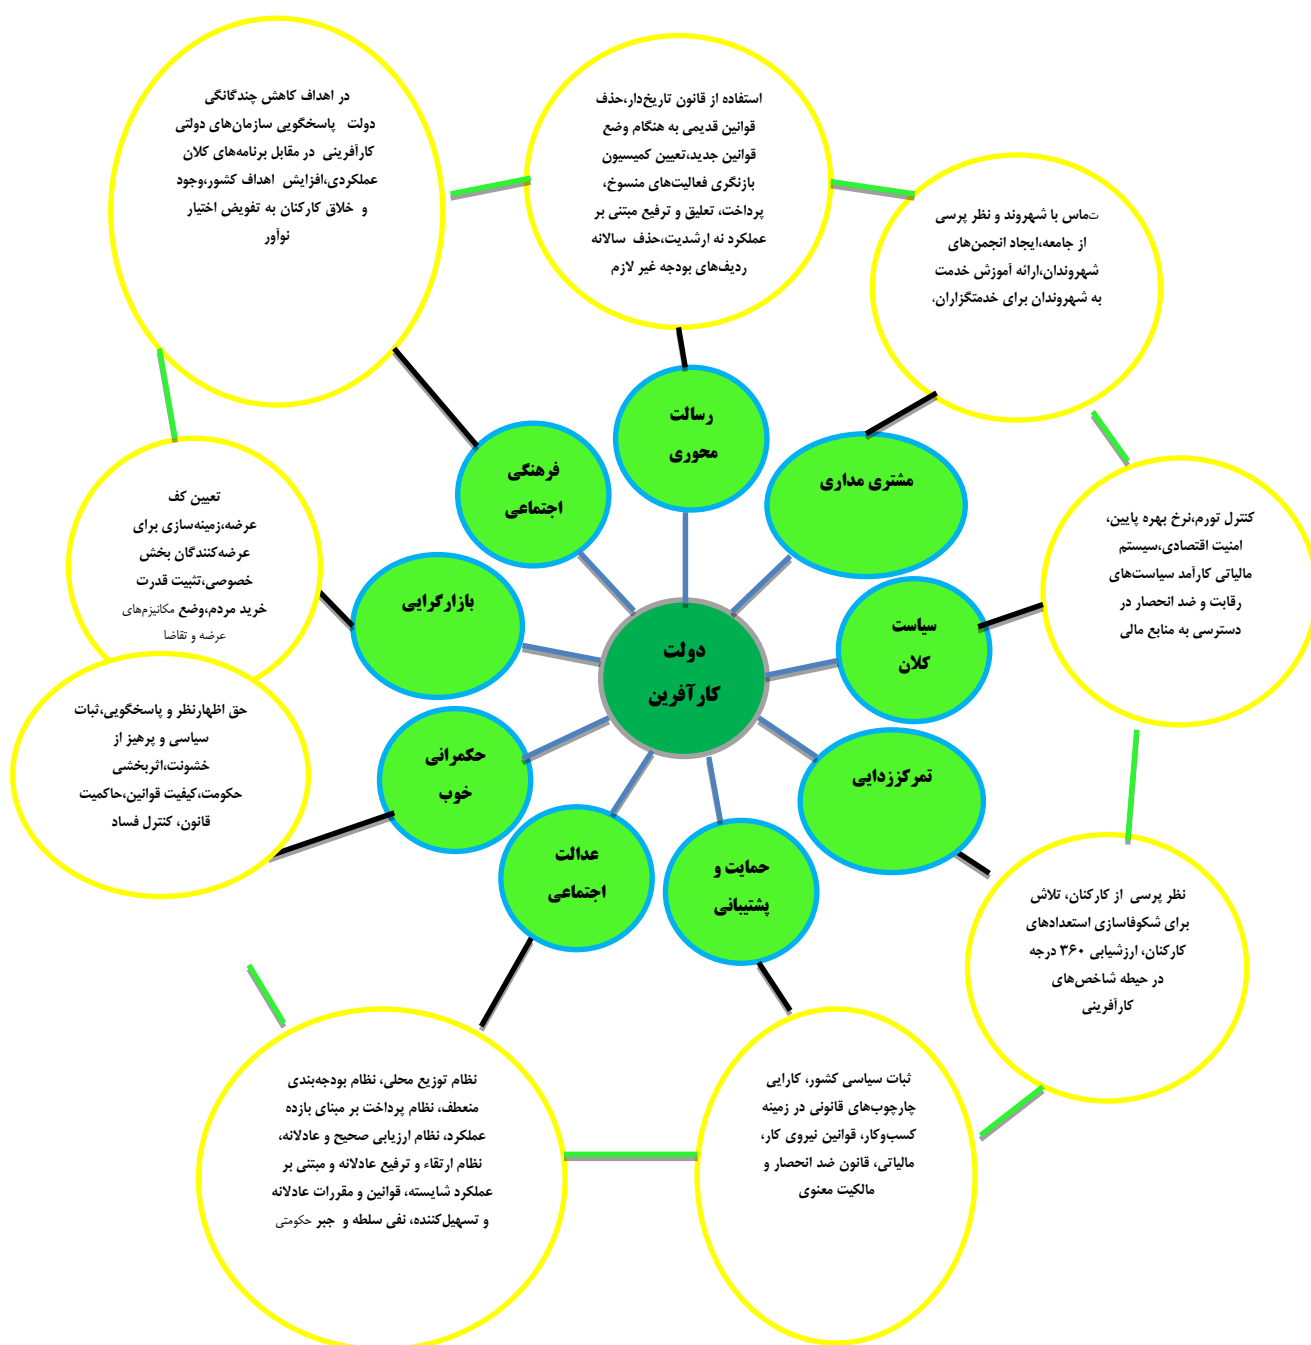 در اهداف کاهش چندگانگی
دولت پاسخگویی سازمان‌های دولتی
کارآفرینی در مقابل برنامه‌های کلان
عملکردی،افزایش اهداف کشور،وجود
و خلاق کارکنان به تفویض اختیار
نوآور
استفاده از قانون تاریخ‌دار،حذف
قوانین قدیمی به هنگام وضع
قوانین جدید،تعیین کمیسیون
بازنگری فعالیت‌های منسوخ،
پرداخت، تعلیق و ترفیع مبتنی بر
عملکرد نه ارشدیت،حذف سالانه
ردیف‌های بودجه غیر لازم
تماس با شهروند و نظر پرسی
از جامعه،ایجاد انجمن‌های
شهروندان،ارائه آموزش خدمت
به شهروندان برای خدمتگزاران،
کنترل تورم،نرخ بهره پایین،
امنیت اقتصادی،سیستم
مالیاتی کارآمد سیاست‌های
رقابت و ضد انحصار در
دسترسی به منابع مالی
نظر پرسی از کارکنان، تلاش
برای شکوفاسازی استعدادهای
کارکنان، ارزشیابی ۳۶۰ درجه
در حیطه شاخص‌های
کارآفرینی
ثبات سیاسی کشور، کارایی
چارچوب‌های قانونی در زمینه
کسب‌وکار، قوانین نیروی کار،
مالیاتی، قانون ضد انحصار و
مالکیت معنوی
نظام توزیع محلی، نظام بودجه‌بندی
منعطف، نظام پرداخت بر مبنای بازده
عملکرد، نظام ارزیابی صحیح و عادلانه،
نظام ارتقاء و ترفیع عادلانه و مبتنی بر
عملکرد شایسته، قوانین و مقررات عادلانه
و تسهیل‌کننده، نفی سلطه و جبر حکومتی
حق اظهارنظر و پاسخگویی،ثبات
سیاسی و پرهیز از
خشونت،اثربخشی
حکومت،کیفیت قوانین،حاکمیت
قانون، کنترل فساد
تعیین کف
عرضه،زمینه‌سازی برای
عرضه‌کنندگان بخش
خصوصی،تثبیت قدرت
خرید مردم،وضع مکانیزم‌های
عرضه و تقاضا
رسالت
محوری
مشتری مداری
سیاست
کلان
تمرکززدایی
حمایت و
پشتیبانی
عدالت
اجتماعی
حکمرانی
خوب
بازارگرایی
فرهنگی
اجتماعی
دولت
کارآفرین